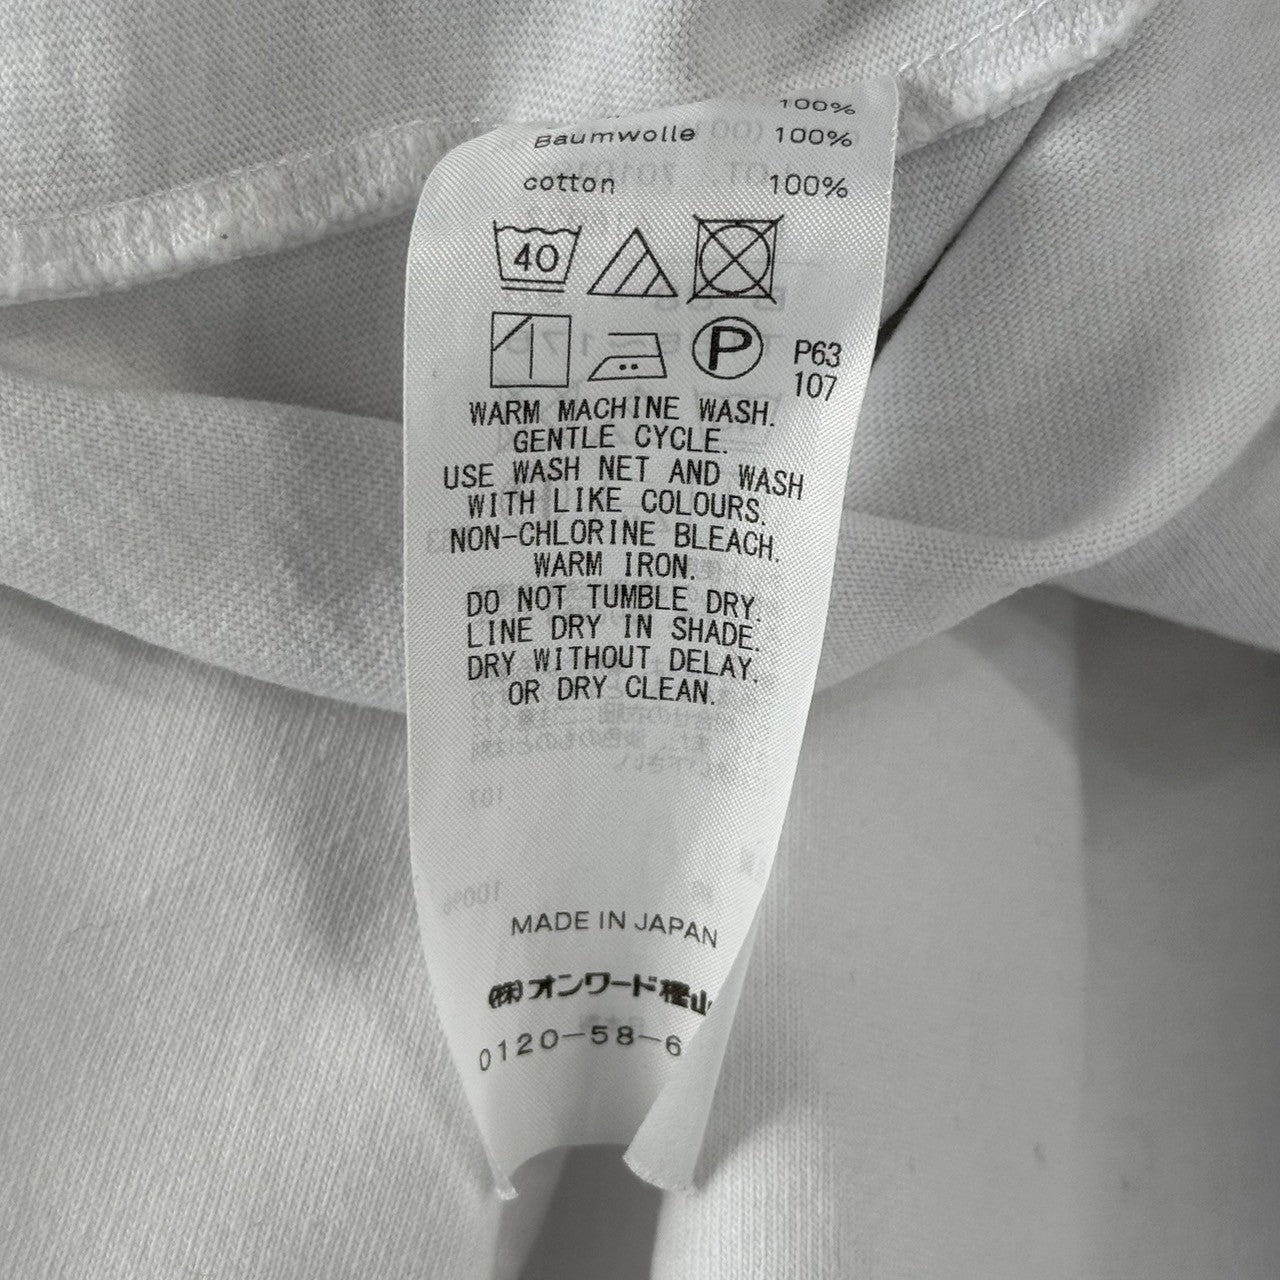 100%
Baumwolle 100%
cotton 100%
40
P P63
107
WARM MACHINE WASH.
GENTLE CYCLE.
USE WASH NET AND WASH
WITH LIKE COLOURS.
NON-CHLORINE BLEACH.
WARM IRON.
DO NOT TUMBLE DRY.
LINE DRY IN SHADE.
DRY WITHOUT DELAY.
OR DRY CLEAN.
MADE IN JAPAN
(株)オンワード樫山
0120-58-6